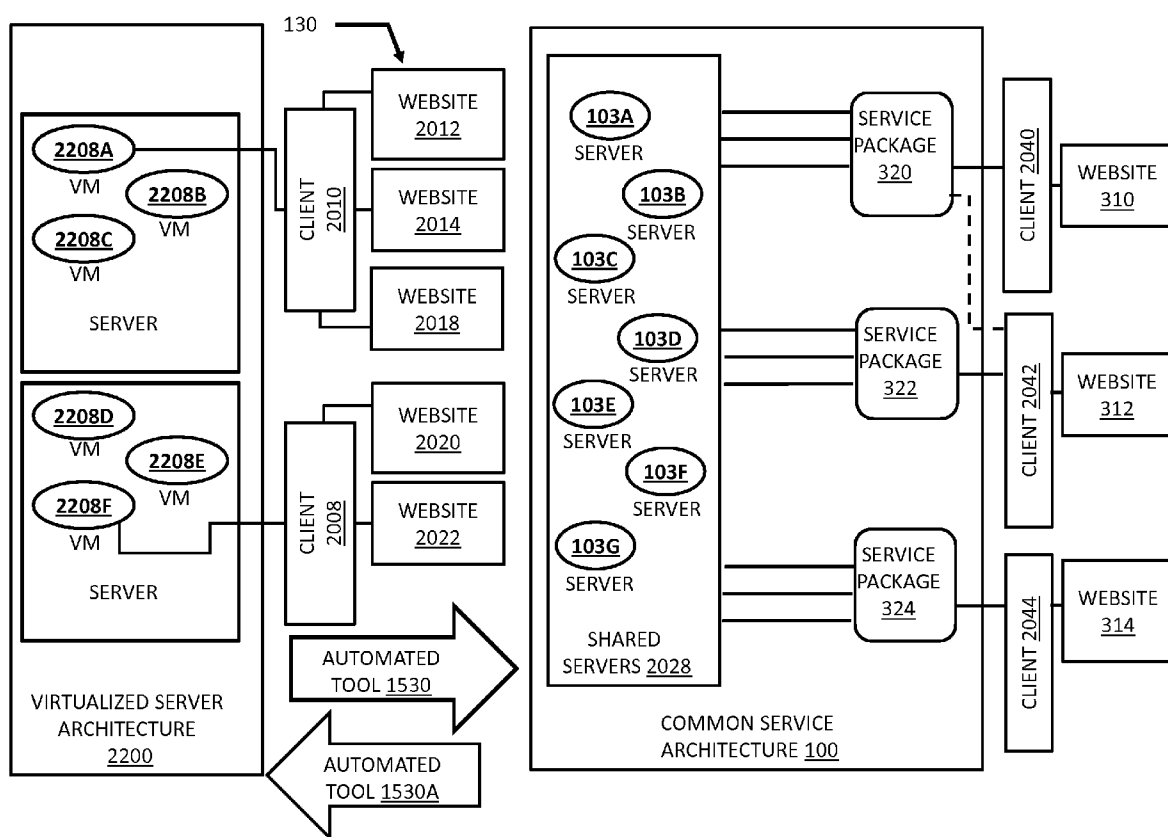 130
2208A
VM
2208B
VM
2208C
VM
SERVER
2208D
VM
2208E
VM
2208F
VM
SERVER
VIRTUALIZED SERVER
ARCHITECTURE
2200
CLIENT
2010
WEBSITE
2012
WEBSITE
2014
WEBSITE
2018
CLIENT
2008
WEBSITE
2020
WEBSITE
2022
AUTOMATED
TOOL 1530
AUTOMATED
TOOL 1530A
103A
SERVER
103B
SERVER
103C
SERVER
103D
SERVER
103E
SERVER
103F
SERVER
103G
SERVER
SHARED
SERVERS 2028
COMMON SERVICE
ARCHITECTURE 100
SERVICE
PACKAGE
320
SERVICE
PACKAGE
322
SERVICE
PACKAGE
324
CLIENT 2040
WEBSITE
310
CLIENT 2042
WEBSITE
312
CLIENT 2044
WEBSITE
314